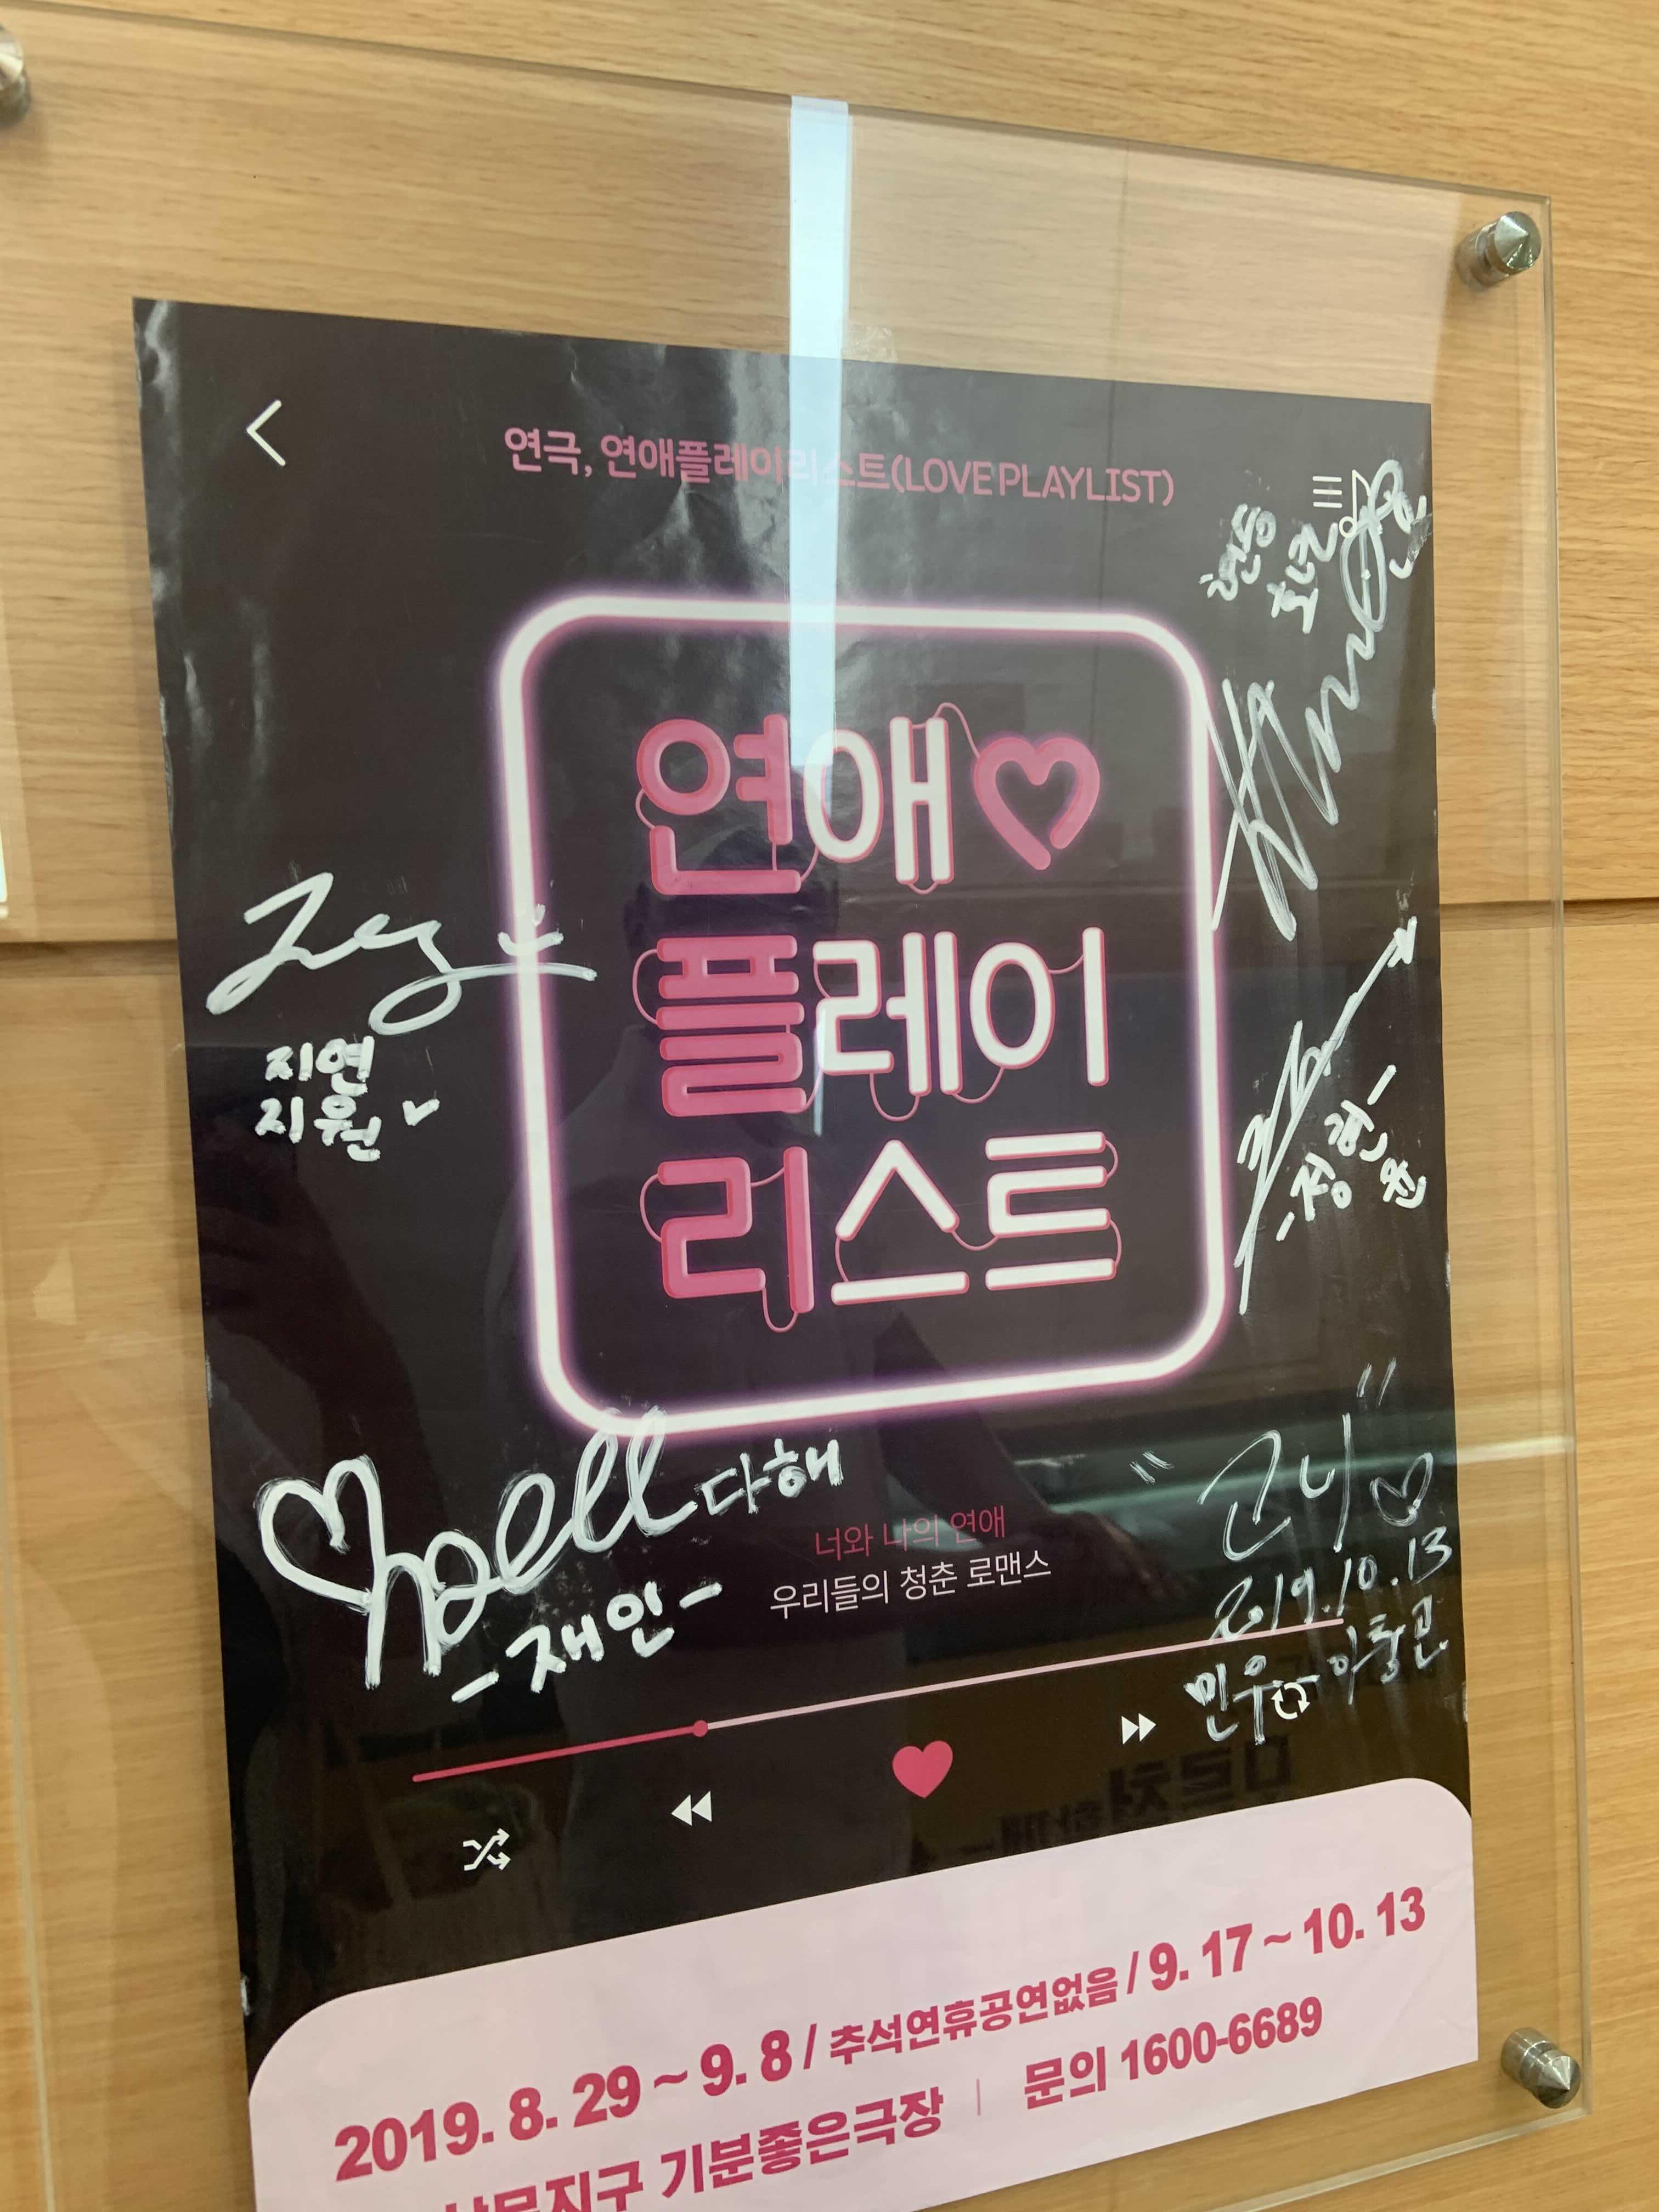 연극, 연애플레이리스트(LOVE PLAYLIST)
연애
플레이
리스트
지연
지원
다해
-재인-
정현
너와 나의 연애
우리들의 청춘 로맨스
2019.10.13
민우
2019. 8. 29 ~ 9. 8 / 추석연휴공연없음 / 9. 17 ~ 10. 13
기분좋은극장 | 문의 1600-6689